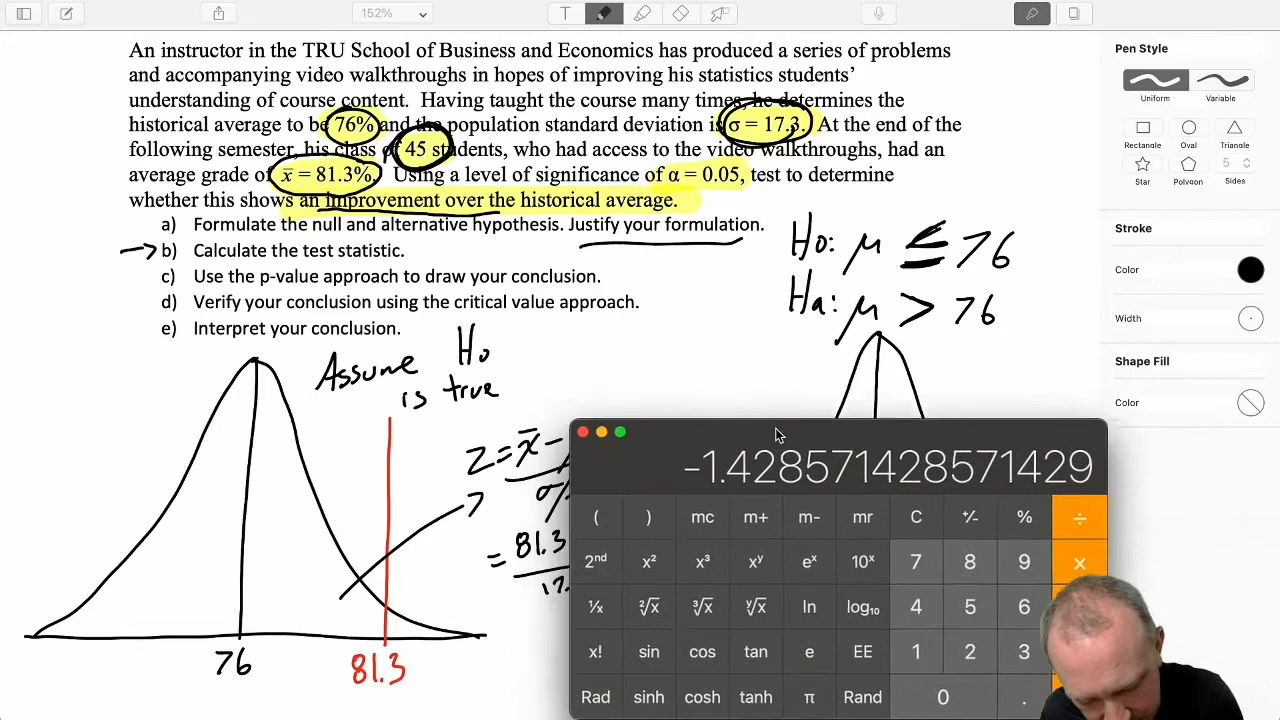 152%
T
Pen Style
An instructor in the TRU School of Business and Economics has produced a series of problems
and accompanying video walkthroughs in hopes of improving his statistics students'
understanding of course content. Having taught the course many times, he determines the
historical average to be 76% and the population standard deviation is σ = 17.3. At the end of the
following semester, his class of 45 students, who had access to the video walkthroughs, had an
average grade of x̄ = 81.3%. Using a level of significance of α = 0.05, test to determine
whether this shows an improvement over the historical average.
a) Formulate the null and alternative hypothesis. Justify your formulation.
b) Calculate the test statistic.
c) Use the p-value approach to draw your conclusion.
d) Verify your conclusion using the critical value approach.
e) Interpret your conclusion.
Ho: μ ≤ 76
Ha: μ > 76
Assume Ho
is true
Z = x̄ -
σ/
= 81.3
17.
76
81.3
Uniform
Variable
Rectangle
Oval
Triangle
Star
Polygon
5
Sides
Stroke
Color
Width
Shape Fill
Color
-1.428571428571429
( ) mc m+ m- mr C +/- % ÷
2nd x² x³ xʸ eˣ 10ˣ 7 8 9 ×
¹/x ²√x ³√x ʸ√x ln log₁₀ 4 5 6
x! sin cos tan e EE 1 2 3
Rad sinh cosh tanh π Rand 0 .